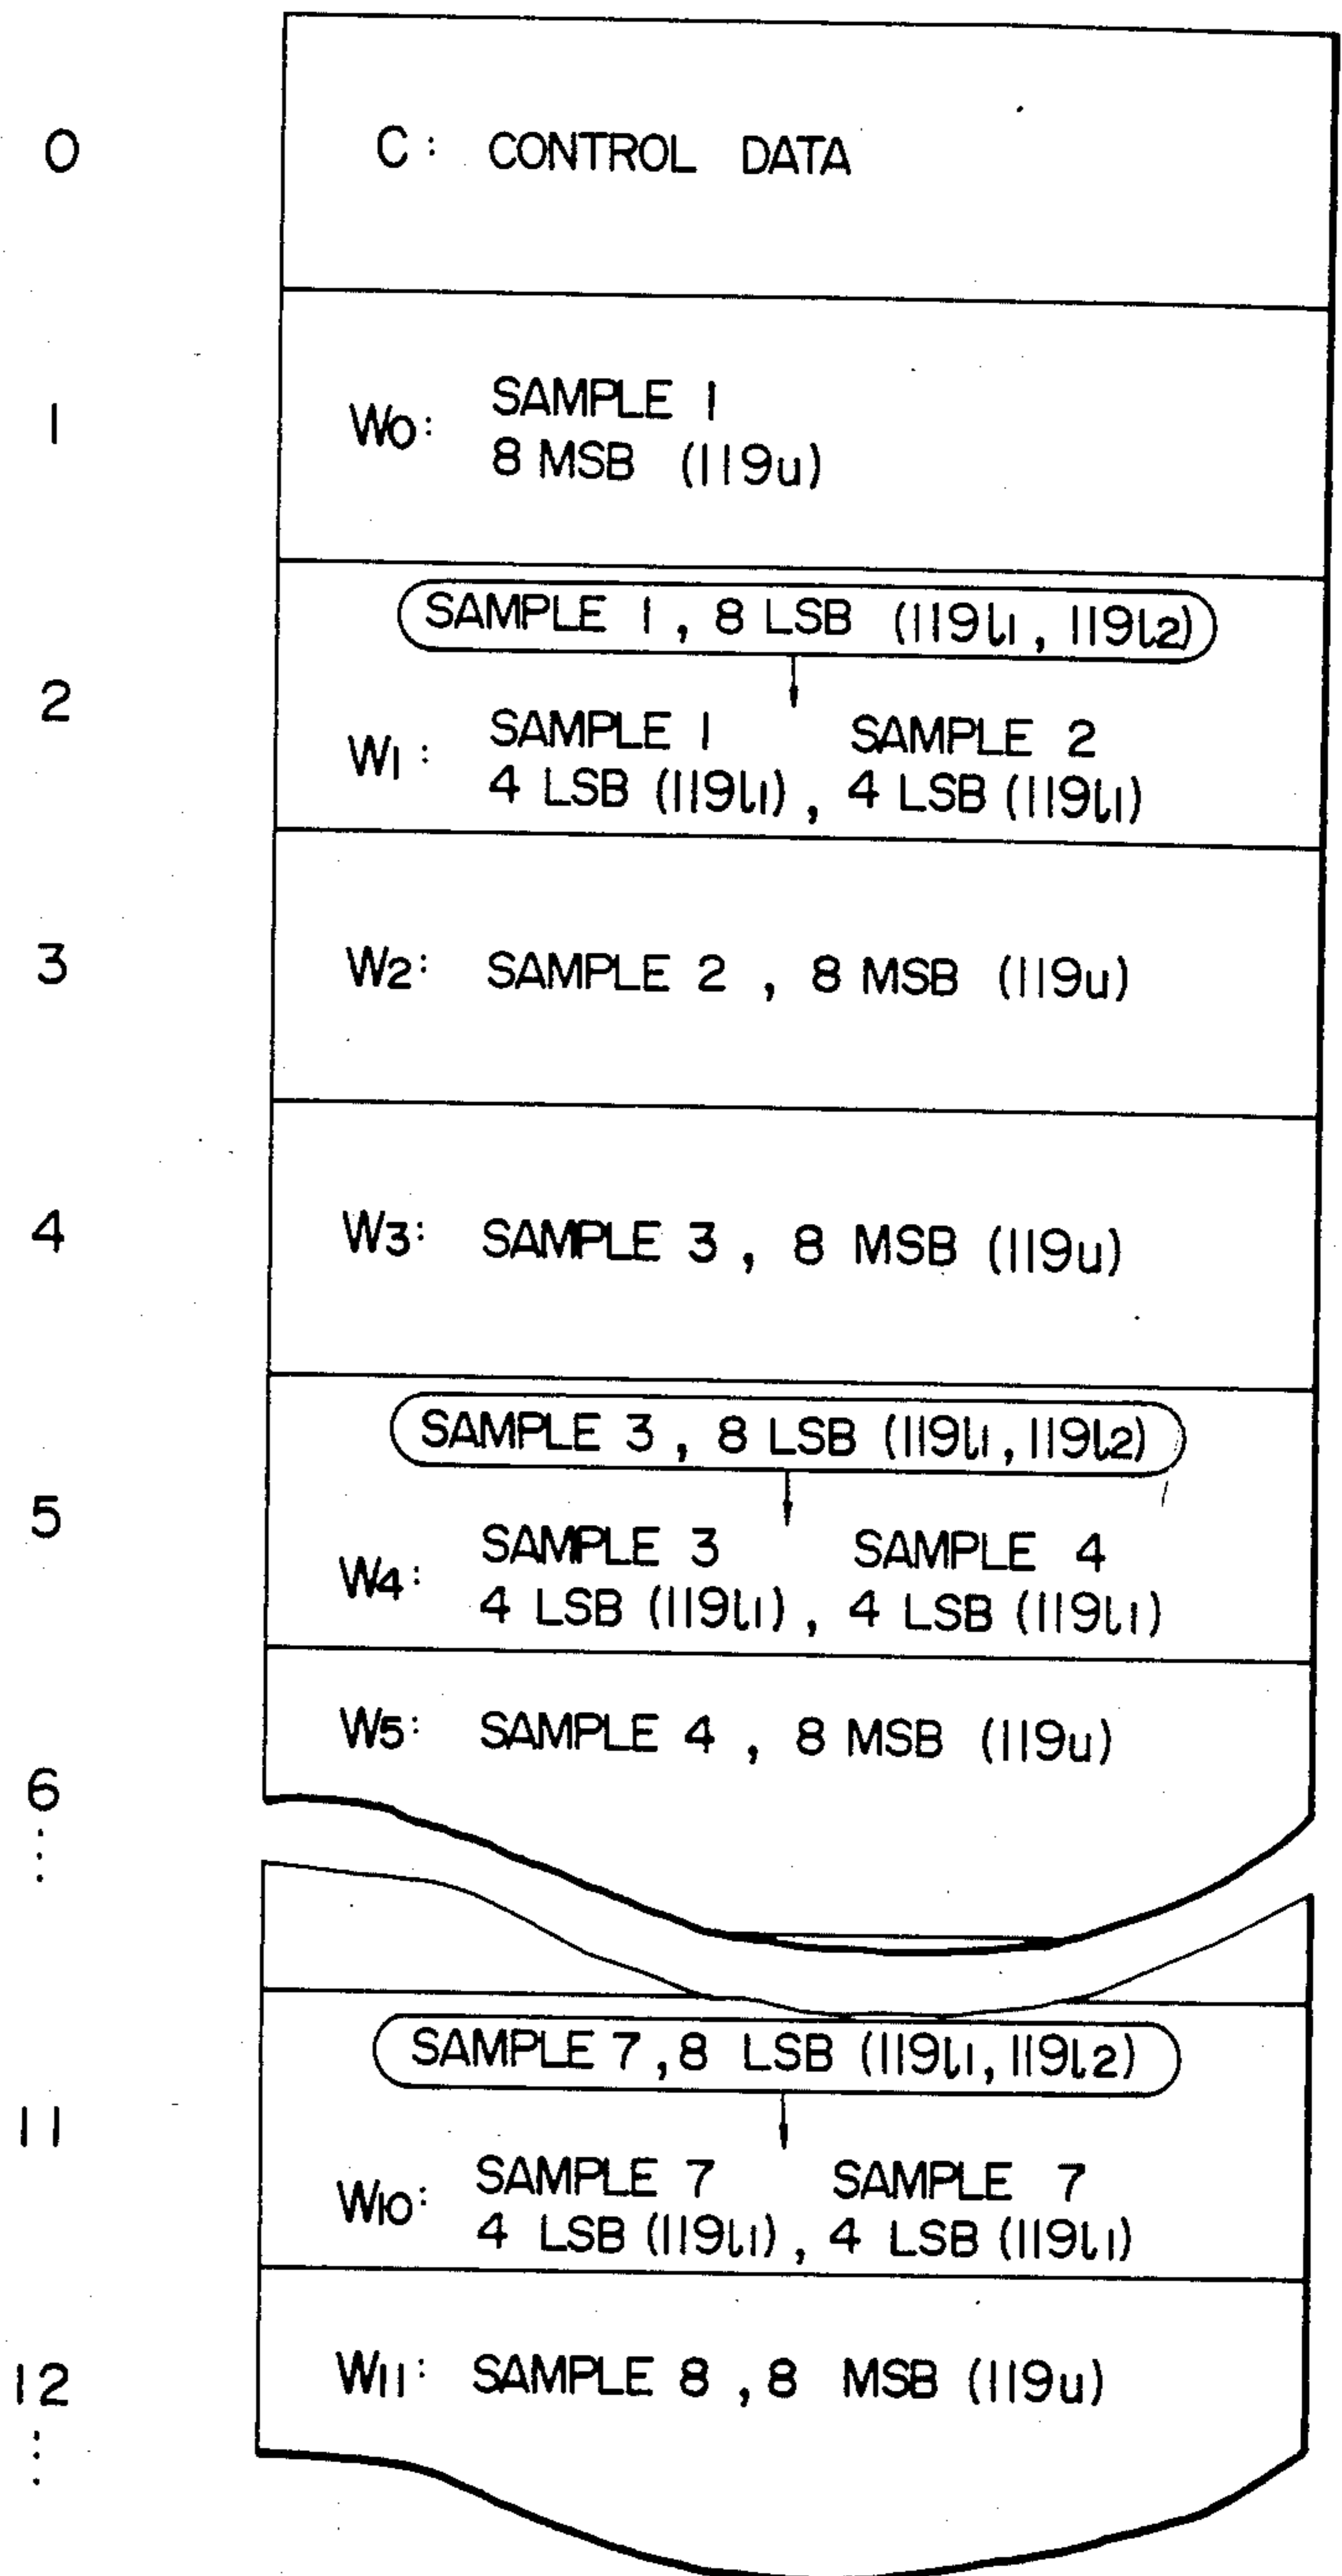 0
C: CONTROL DATA
1
W0: SAMPLE 1
8 MSB (119u)
SAMPLE 1, 8 LSB (119l1, 119l2)
2
W1: SAMPLE 1 SAMPLE 2
4 LSB (119l1), 4 LSB (119l1)
3
W2: SAMPLE 2, 8 MSB (119u)
4
W3: SAMPLE 3, 8 MSB (119u)
SAMPLE 3, 8 LSB (119l1, 119l2)
5
W4: SAMPLE 3 SAMPLE 4
4 LSB (119l1), 4 LSB (119l1)
W5: SAMPLE 4, 8 MSB (119u)
6
⋮
SAMPLE 7, 8 LSB (119l1, 119l2)
11
W10: SAMPLE 7 SAMPLE 7
4 LSB (119l1), 4 LSB (119l1)
12
W11: SAMPLE 8, 8 MSB (119u)
⋮